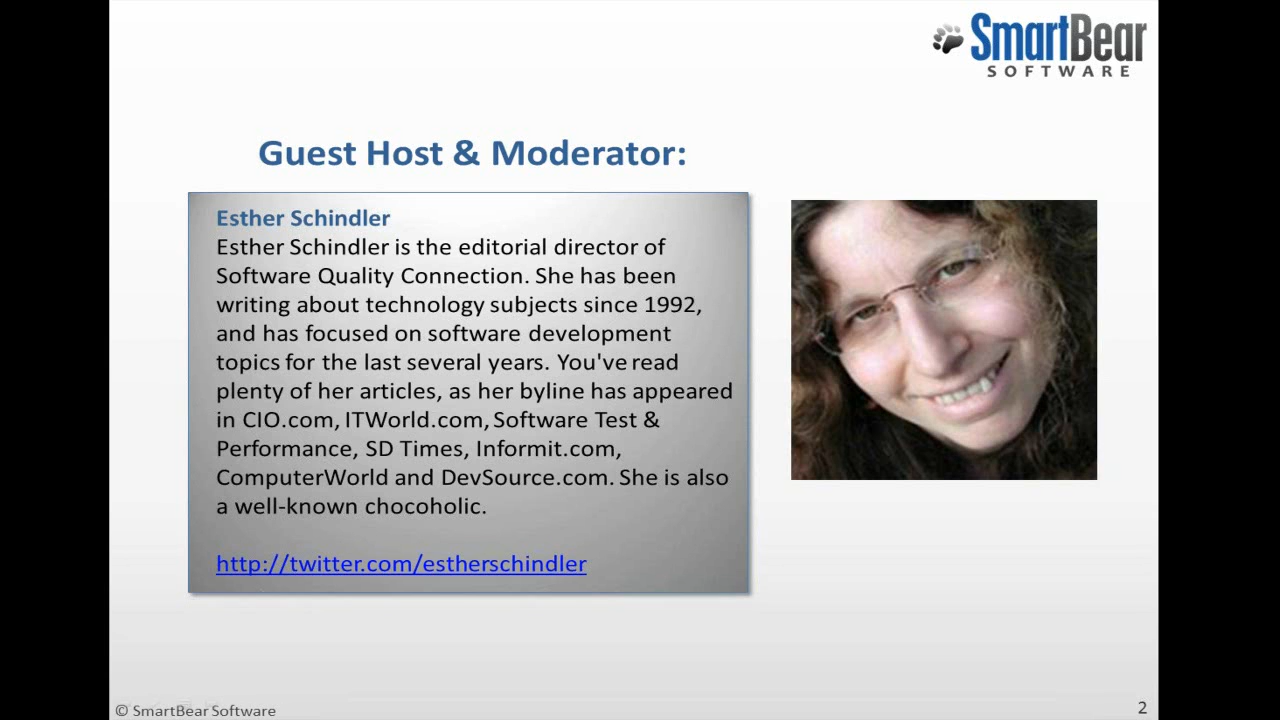 SmartBear
SOFTWARE
Guest Host & Moderator:
Esther Schindler
Esther Schindler is the editorial director of
Software Quality Connection. She has been
writing about technology subjects since 1992,
and has focused on software development
topics for the last several years. You've read
plenty of her articles, as her byline has appeared
in CIO.com, ITWorld.com, Software Test &
Performance, SD Times, Informit.com,
ComputerWorld and DevSource.com. She is also
a well-known chocoholic.
http://twitter.com/estherschindler
© SmartBear Software
2